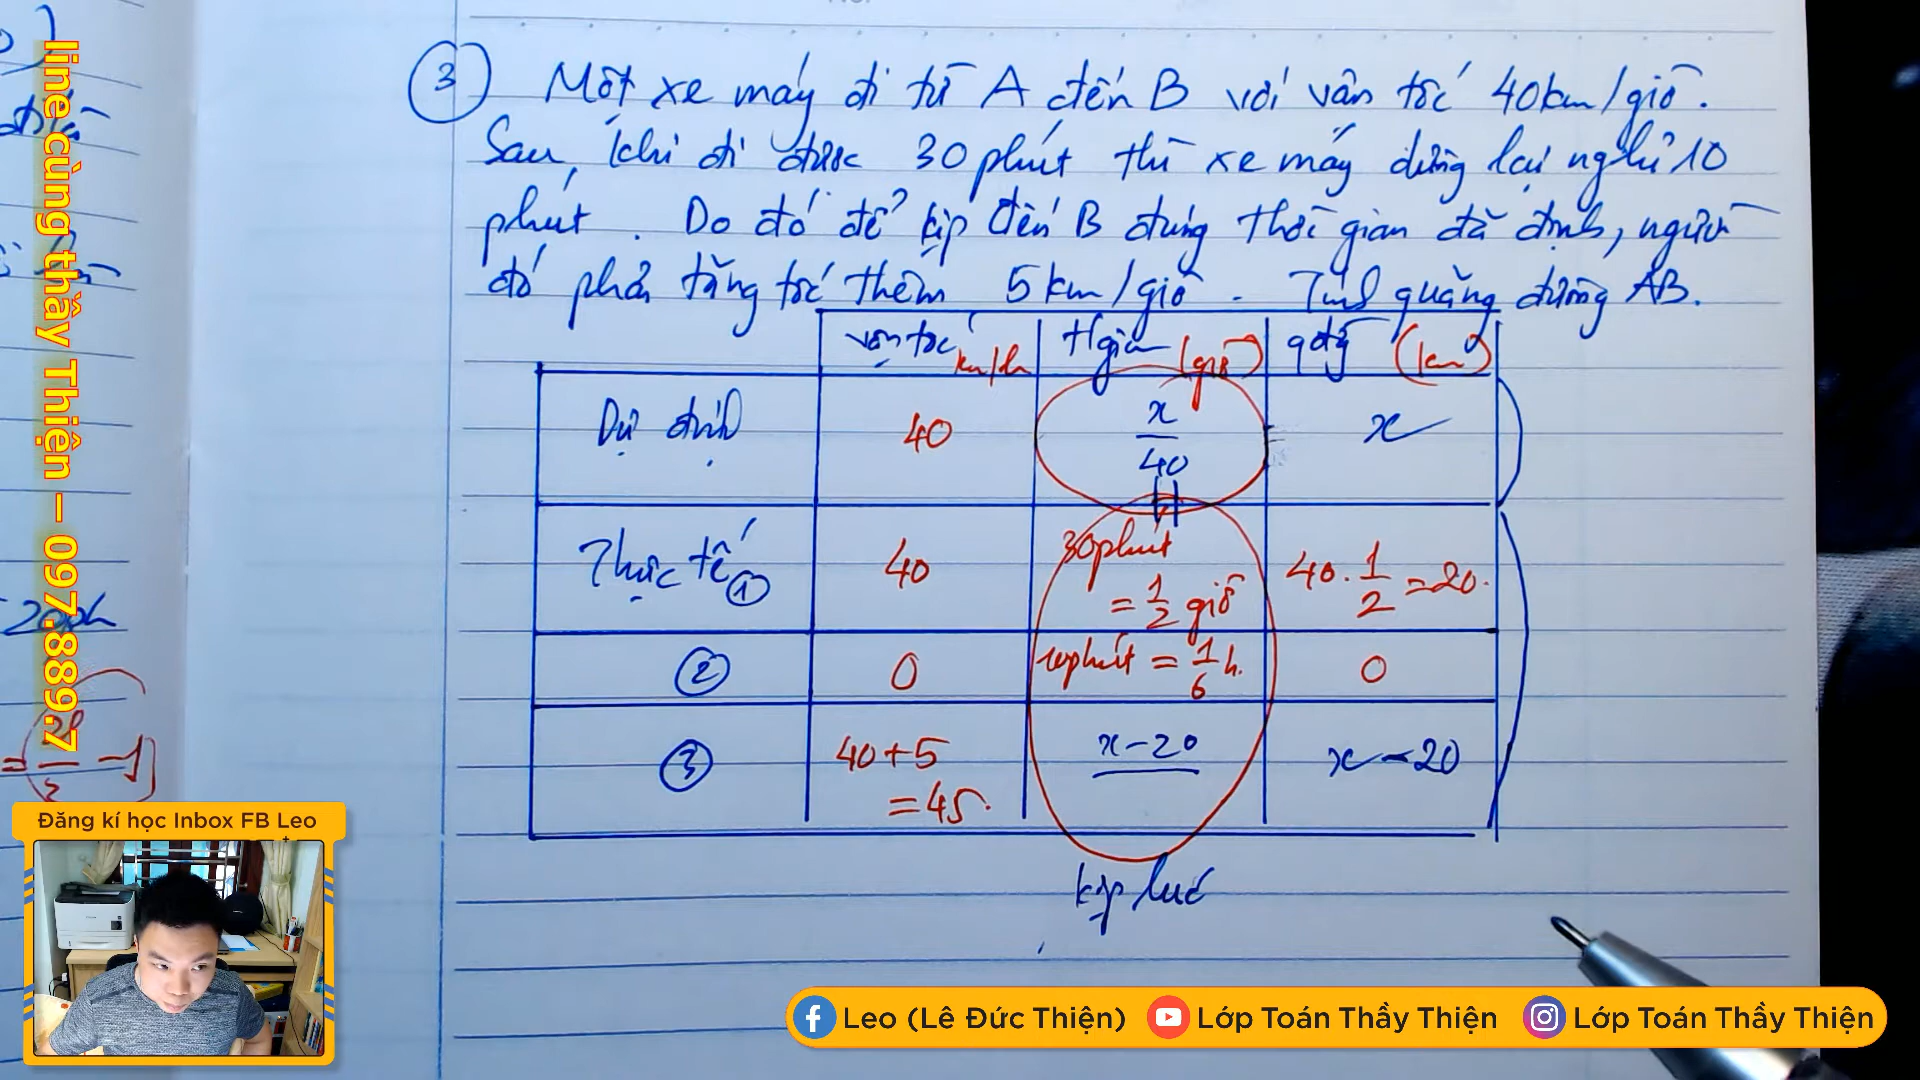 ③ Một xe máy đi từ A đến B với vận tốc 40km/giờ.
Sau khi đi được 30 phút thì xe máy dừng lại nghỉ 10
phút. Do đó để kịp đến B đúng thời gian đã định, người
đó phải tăng tốc thêm 5km/giờ. Tính quãng đường AB.
vận tốc km/h tgian (giờ) qđg (km)
Dự định 40 x/40 x
Thực tế ① 40 30phút = 1/2 giờ 40 . 1/2 = 20.
② 0 10phút = 1/6 h. 0
③ 40+5 = 45. x-20 x-20
kịp lúc
line cùng thầy Thiện – 097.8897.7
20ph
Đăng kí học Inbox FB Leo
Leo (Lê Đức Thiện) Lớp Toán Thầy Thiện Lớp Toán Thầy Thiện